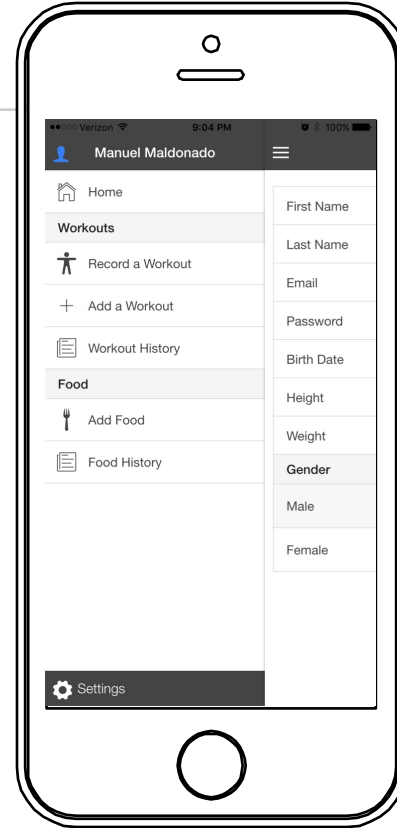 Verizon 9:04 PM 100%
Manuel Maldonado
Home
Workouts
Record a Workout
Add a Workout
Workout History
Food
Add Food
Food History
Settings
First Name
Last Name
Email
Password
Birth Date
Height
Weight
Gender
Male
Female